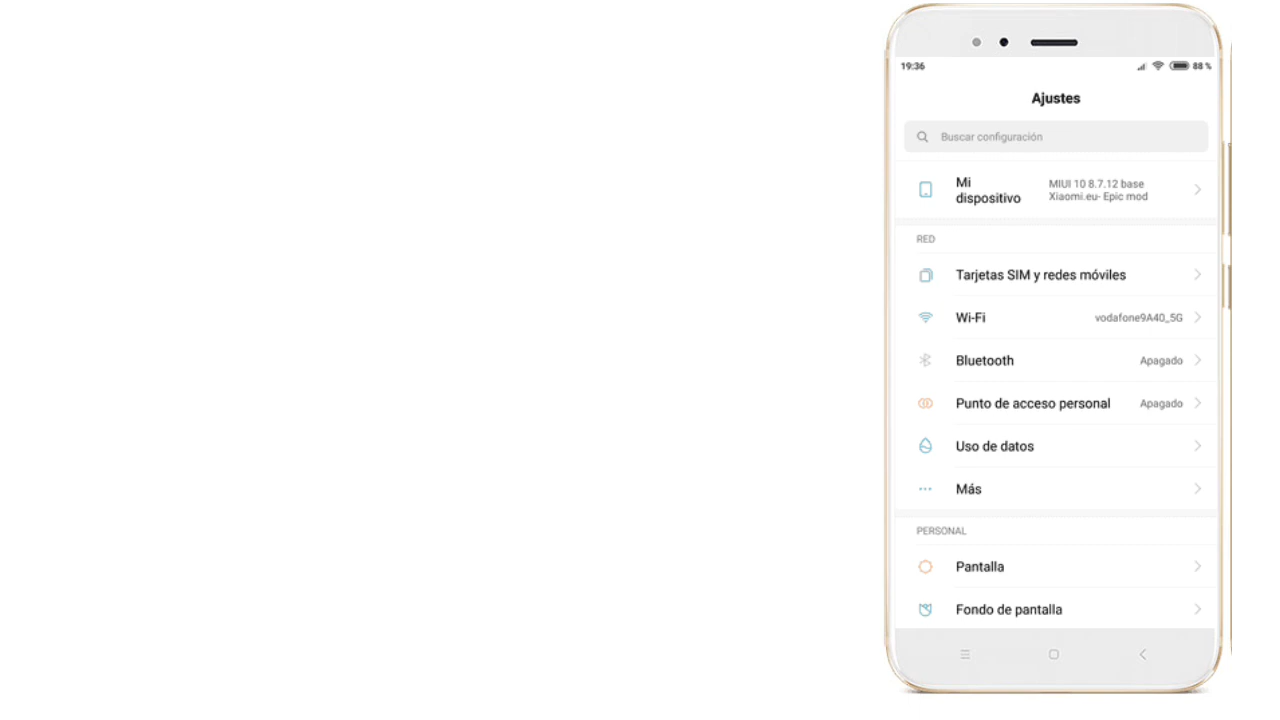 19:36
88 %
Ajustes
Buscar configuración
Mi
dispositivo
MIUI 10 8.7.12 base
Xiaomi.eu- Epic mod
RED
Tarjetas SIM y redes móviles
Wi-Fi
vodafone9A40_5G
Bluetooth
Apagado
Punto de acceso personal
Apagado
Uso de datos
Más
PERSONAL
Pantalla
Fondo de pantalla